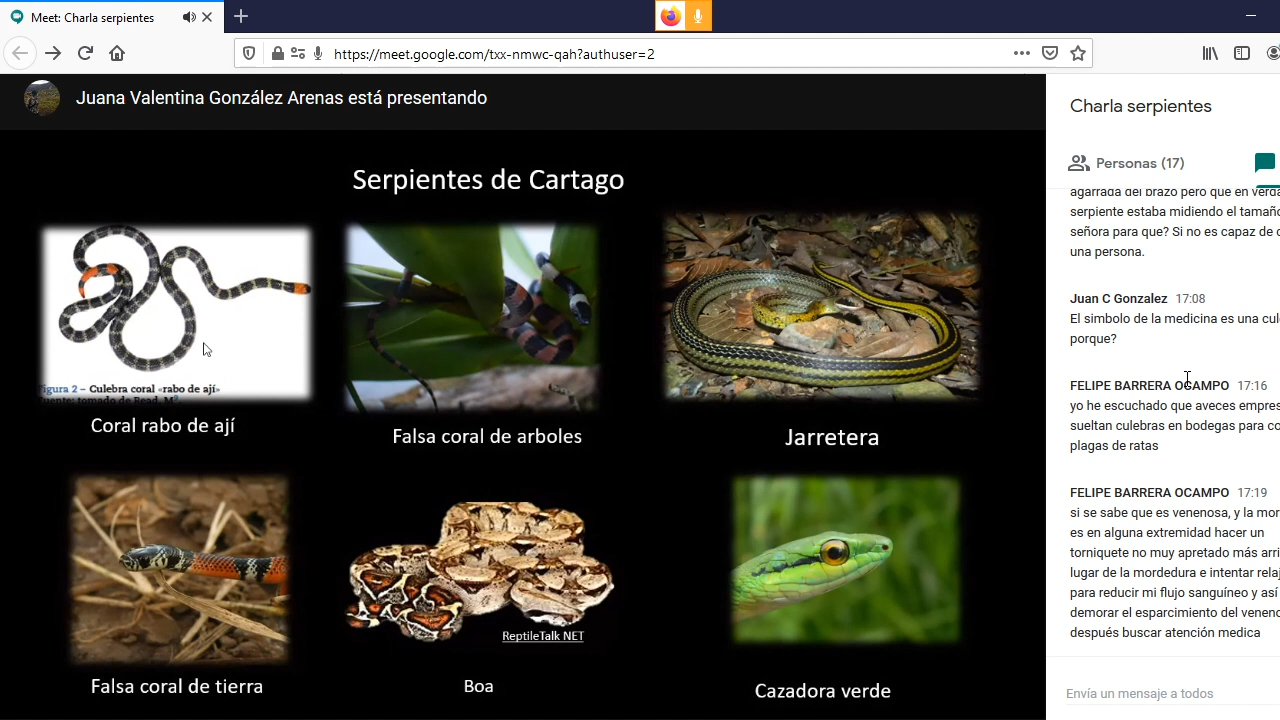 Meet: Charla serpientes
https://meet.google.com/txx-nmwc-qah?authuser=2
Juana Valentina González Arenas está presentando
Serpientes de Cartago
Figura 2 – Culebra coral «rabo de ají»
Fuente: tomado de Read, M
Coral rabo de ají
Falsa coral de arboles
Jarretera
ReptileTalk NET
Falsa coral de tierra
Boa
Cazadora verde
Charla serpientes
Personas (17)
agarrada del brazo pero que en
serpiente estaba midiendo el
señora para que? Si no es capaz de
una persona.
Juan C Gonzalez 17:08
El simbolo de la medicina es una
porque?
FELIPE BARRERA OCAMPO 17:16
yo he escuchado que aveces
sueltan culebras en bodegas para
plagas de ratas
FELIPE BARRERA OCAMPO 17:19
si se sabe que es venenosa, y la
es en alguna extremidad hacer un
torniquete no muy apretado más
lugar de la mordedura e intentar
para reducir mi flujo sanguíneo y así
demorar el esparcimiento del
después buscar atención medica
Envía un mensaje a todos